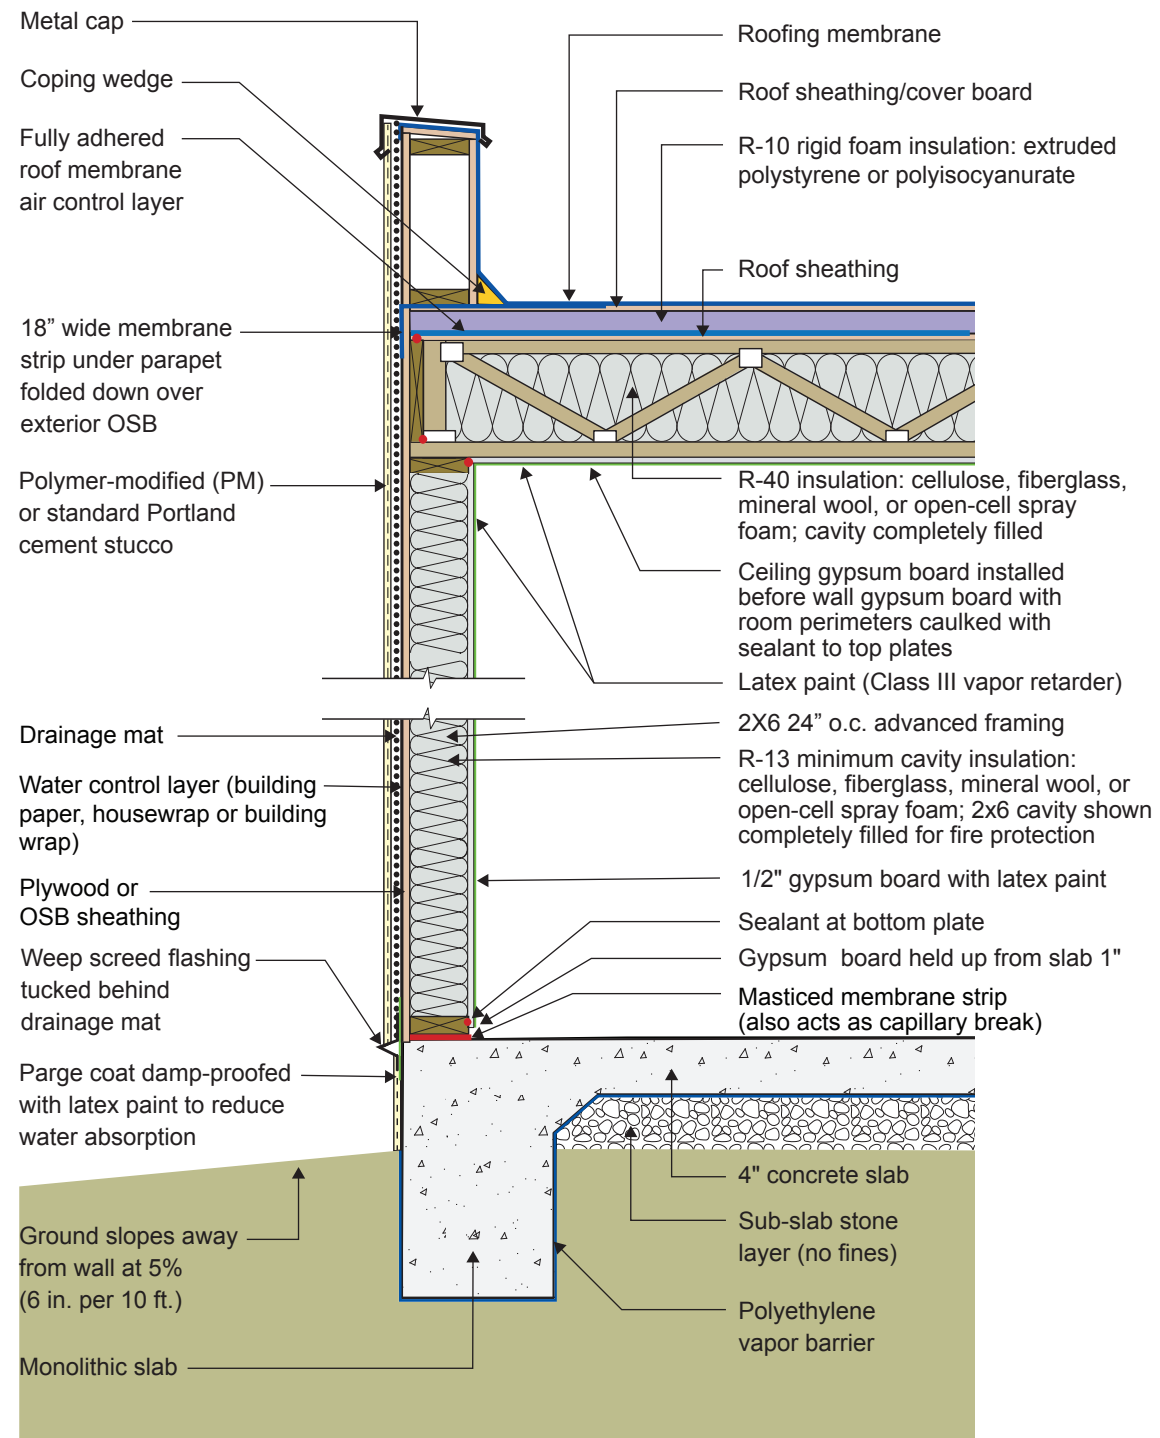 Metal cap
Coping wedge
Fully adhered
roof membrane
air control layer
18” wide membrane
strip under parapet
folded down over
exterior OSB
Polymer-modified (PM)
or standard Portland
cement stucco
Drainage mat
Water control layer (building
paper, housewrap or building
wrap)
Plywood or
OSB sheathing
Weep screed flashing
tucked behind
drainage mat
Parge coat damp-proofed
with latex paint to reduce
water absorption
Ground slopes away
from wall at 5%
(6 in. per 10 ft.)
Monolithic slab
Roofing membrane
Roof sheathing/cover board
R-10 rigid foam insulation: extruded
polystyrene or polyisocyanurate
Roof sheathing
R-40 insulation: cellulose, fiberglass,
mineral wool, or open-cell spray
foam; cavity completely filled
Ceiling gypsum board installed
before wall gypsum board with
room perimeters caulked with
sealant to top plates
Latex paint (Class III vapor retarder)
2X6 24” o.c. advanced framing
R-13 minimum cavity insulation:
cellulose, fiberglass, mineral wool, or
open-cell spray foam; 2x6 cavity shown
completely filled for fire protection
1/2" gypsum board with latex paint
Sealant at bottom plate
Gypsum board held up from slab 1"
Masticed membrane strip
(also acts as capillary break)
4" concrete slab
Sub-slab stone
layer (no fines)
Polyethylene
vapor barrier